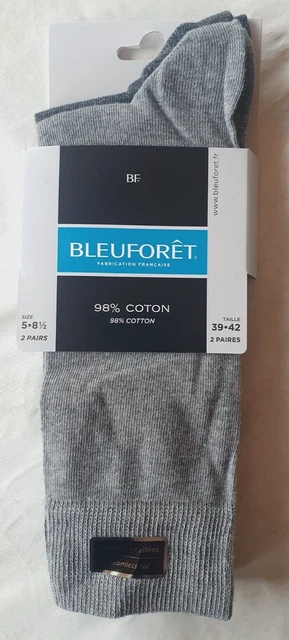 BF
www.bleuforet.fr
BLEUFORÊT®
FABRICATION FRANÇAISE
98% COTON
98% COTTON
SIZE
5•8½
2 PAIRS
TAILLE
39•42
2 PAIRES